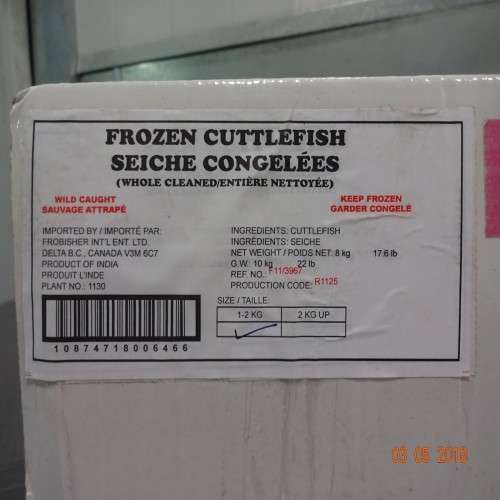 FROZEN CUTTLEFISH
SEICHE CONGELÉES
(WHOLE CLEANED/ENTIÈRE NETTOYÉE)
WILD CAUGHT
SAUVAGE ATTRAPÉ
KEEP FROZEN
GARDER CONGELÉ
IMPORTED BY / IMPORTÉ PAR:
FROBISHER INT'L ENT. LTD.
DELTA B.C., CANADA V3M 6C7
PRODUCT OF INDIA
PRODUIT L'INDE
PLANT NO.: 1130
INGREDIENTS: CUTTLEFISH
INGRÉDIENTS: SEICHE
NET WEIGHT / POIDS NET: 8 kg 17.6 lb
G.W.: 10 kg 22 lb
REF. NO.: F11/3967
PRODUCTION CODE: R1125
SIZE / TAILLE:
1-2 KG 2 KG UP
10874718006466
03 05 2018